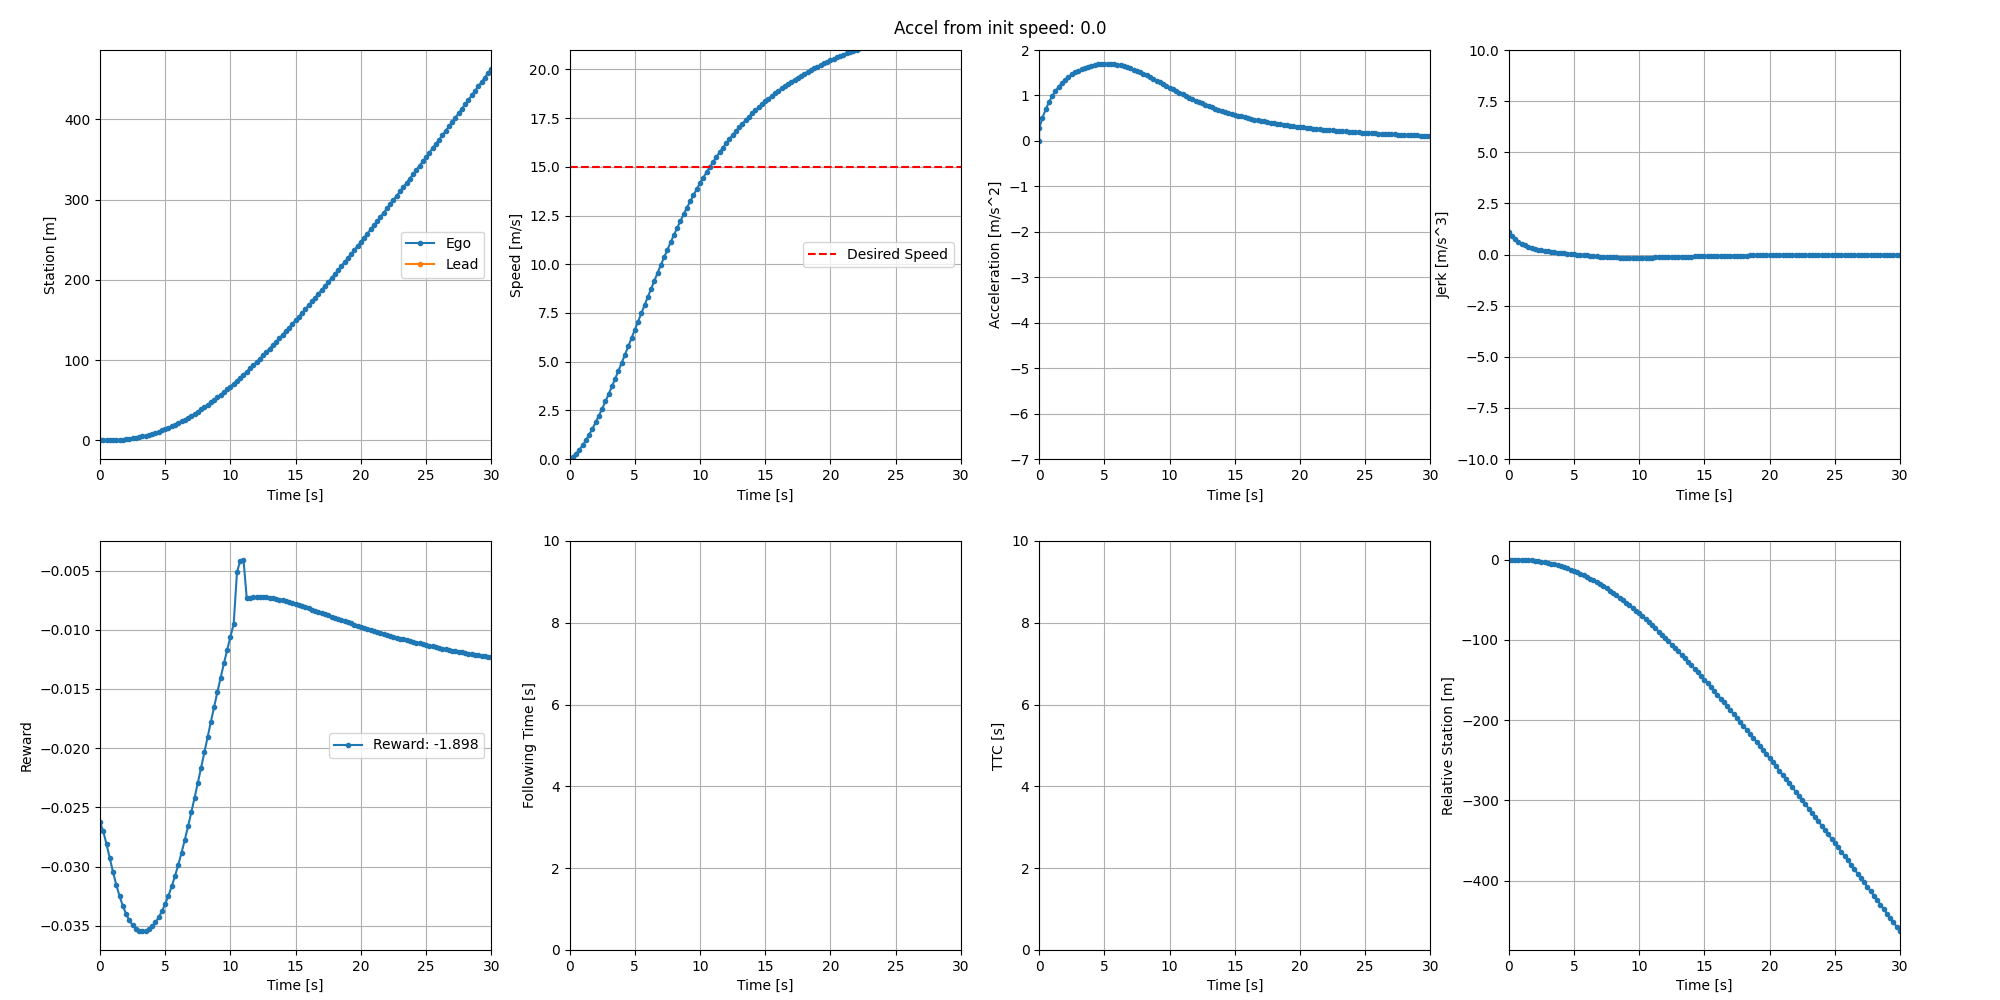 Accel from init speed: 0.0
400
300
200
100
0
Station [m]
Ego
Lead
0 5 10 15 20 25 30
Time [s]
20.0
17.5
15.0
12.5
10.0
7.5
5.0
2.5
0.0
Speed [m/s]
Desired Speed
0 5 10 15 20 25 30
Time [s]
2
1
0
−1
−2
−3
−4
−5
−6
−7
Acceleration [m/s^2]
0 5 10 15 20 25 30
Time [s]
10.0
7.5
5.0
2.5
0.0
−2.5
−5.0
−7.5
−10.0
Jerk [m/s^3]
0 5 10 15 20 25 30
Time [s]
−0.005
−0.010
−0.015
−0.020
−0.025
−0.030
−0.035
Reward
Reward: -1.898
0 5 10 15 20 25 30
Time [s]
10
8
6
4
2
0
Following Time [s]
0 5 10 15 20 25 30
Time [s]
10
8
6
4
2
0
TTC [s]
0 5 10 15 20 25 30
Time [s]
0
−100
−200
−300
−400
Relative Station [m]
0 5 10 15 20 25 30
Time [s]